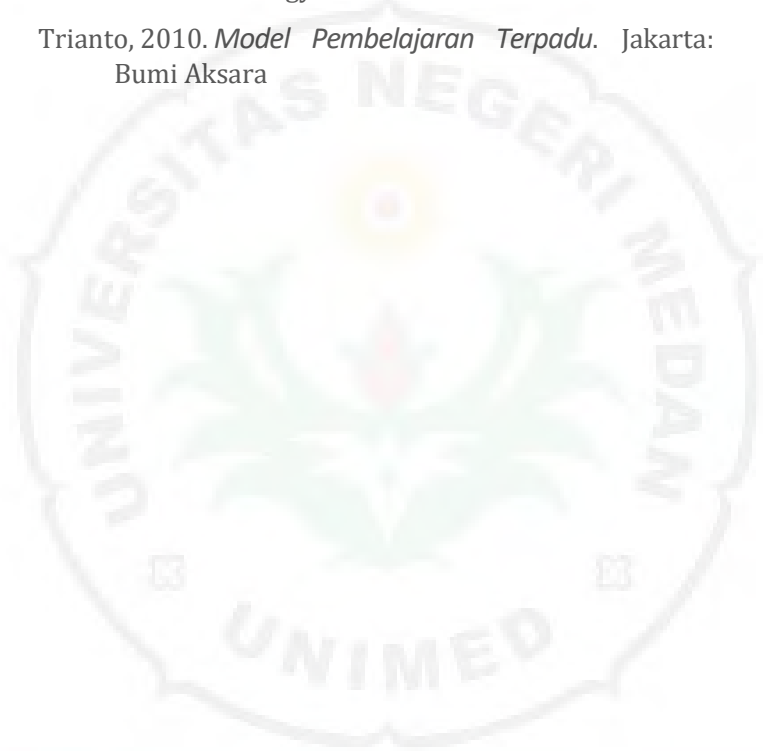 Trianto, 2010. Model Pembelajaran Terpadu. Jakarta:
Bumi Aksara
UNIVERSITAS NEGERI MEDAN
UNIMED